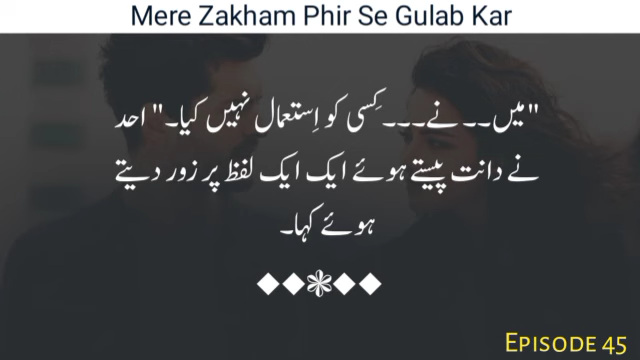 Mere Zakham Phir Se Gulab Kar
"میں۔۔ نے۔۔۔ کِسی کو اِستعمال نہیں کیا۔" احد
نے دانت پیستے ہوئے ایک ایک لفظ پر زور دیتے
ہوئے کہا۔
EPISODE 45